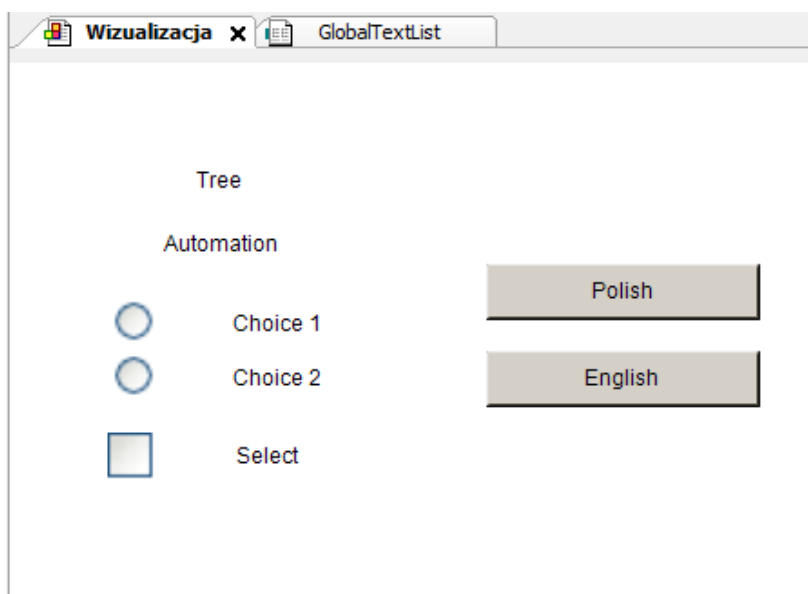 Wizualizacja GlobalTextList
Tree
Automation
Polish
Choice 1
Choice 2
English
Select